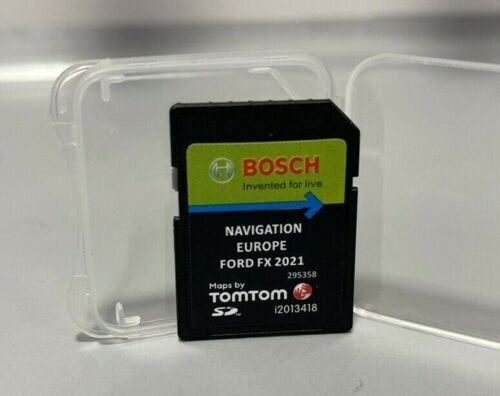 BOSCH
Invented for live
NAVIGATION
EUROPE
FORD FX 2021
295358
Maps by
TOMTOM
SD i2013418